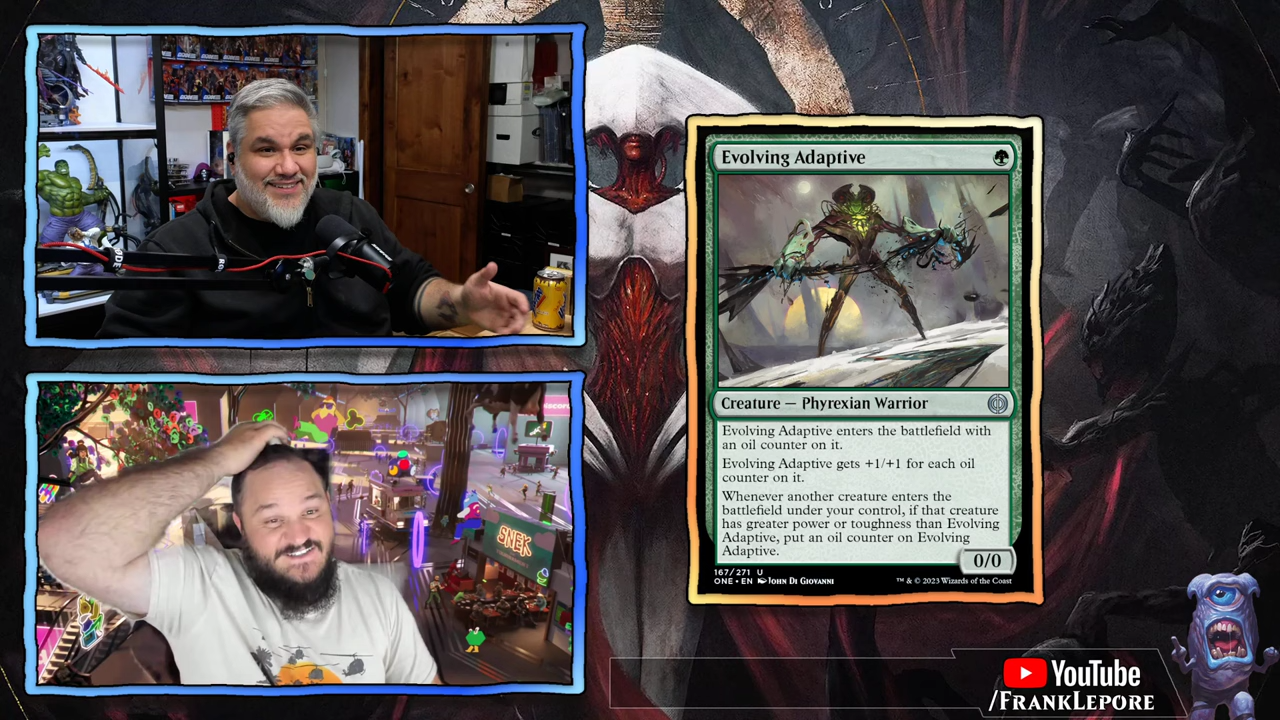 Evolving Adaptive
Creature — Phyrexian Warrior
Evolving Adaptive enters the battlefield with
an oil counter on it.
Evolving Adaptive gets +1/+1 for each oil
counter on it.
Whenever another creature enters the
battlefield under your control, if that creature
has greater power or toughness than Evolving
Adaptive, put an oil counter on Evolving
Adaptive.
0/0
167/271 U
ONE • EN John Di Giovanni
™ & © 2023 Wizards of the Coast
SNEK
YouTube
/FrankLepore